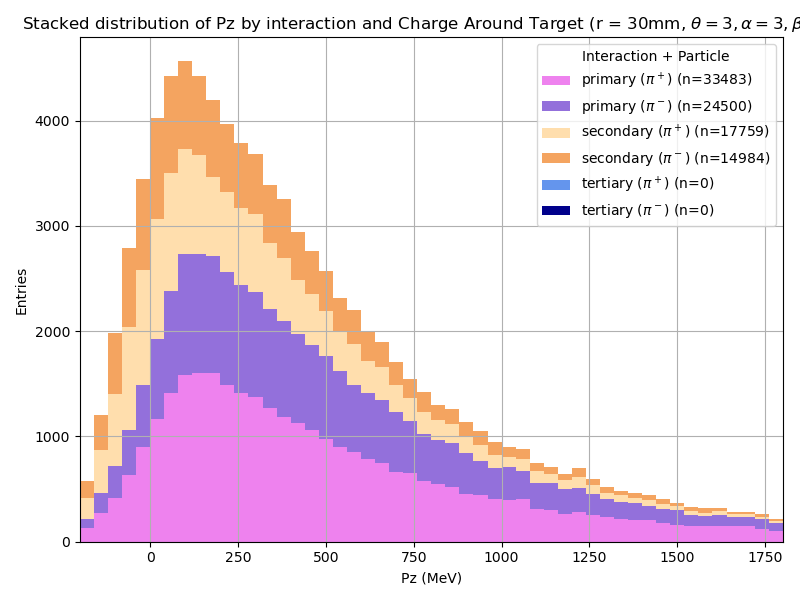 Stacked distribution of Pz by interaction and Charge Around Target (r = 30mm, θ = 3, α = 3, β
Interaction + Particle
primary (π⁺) (n=33483)
primary (π⁻) (n=24500)
secondary (π⁺) (n=17759)
secondary (π⁻) (n=14984)
tertiary (π⁺) (n=0)
tertiary (π⁻) (n=0)
Entries
4000
3000
2000
1000
0
0 250 500 750 1000 1250 1500 1750
Pz (MeV)